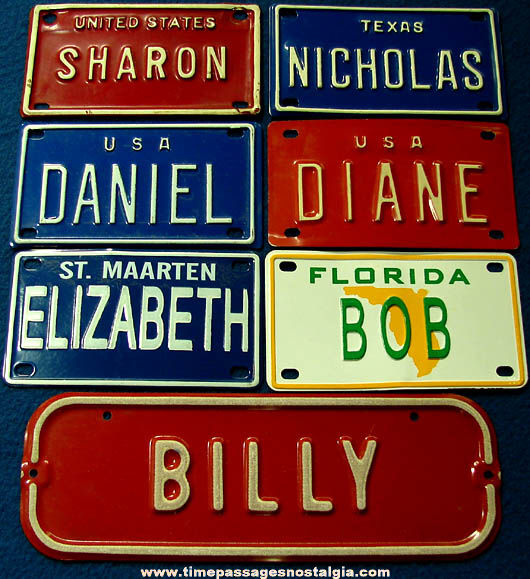 UNITED STATES
SHARON
TEXAS
NICHOLAS
USA
DANIEL
USA
DIANE
ST. MAARTEN
ELIZABETH
FLORIDA
BOB
BILLY
www.timepassagesnostalgia.com